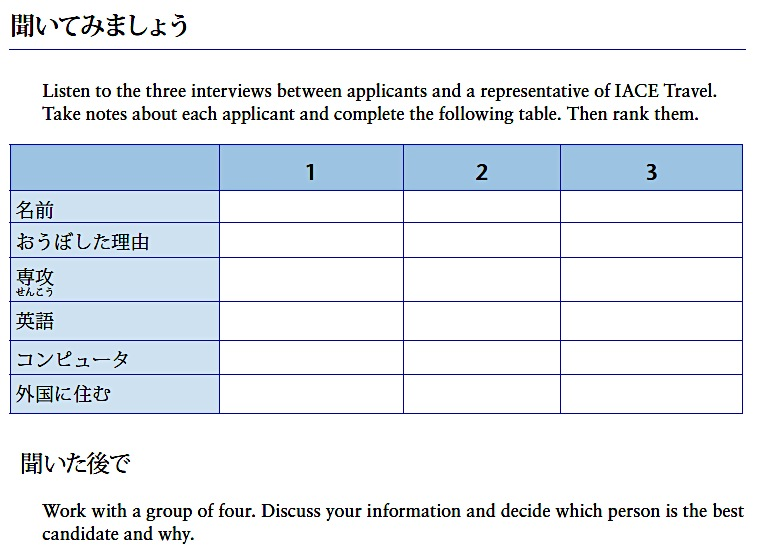 聞いてみましょう
Listen to the three interviews between applicants and a representative of IACE Travel.
Take notes about each applicant and complete the following table. Then rank them.
1 2 3
名前
おうぼした理由
専攻
せんこう
英語
コンピュータ
外国に住む
聞いた後で
Work with a group of four. Discuss your information and decide which person is the best
candidate and why.